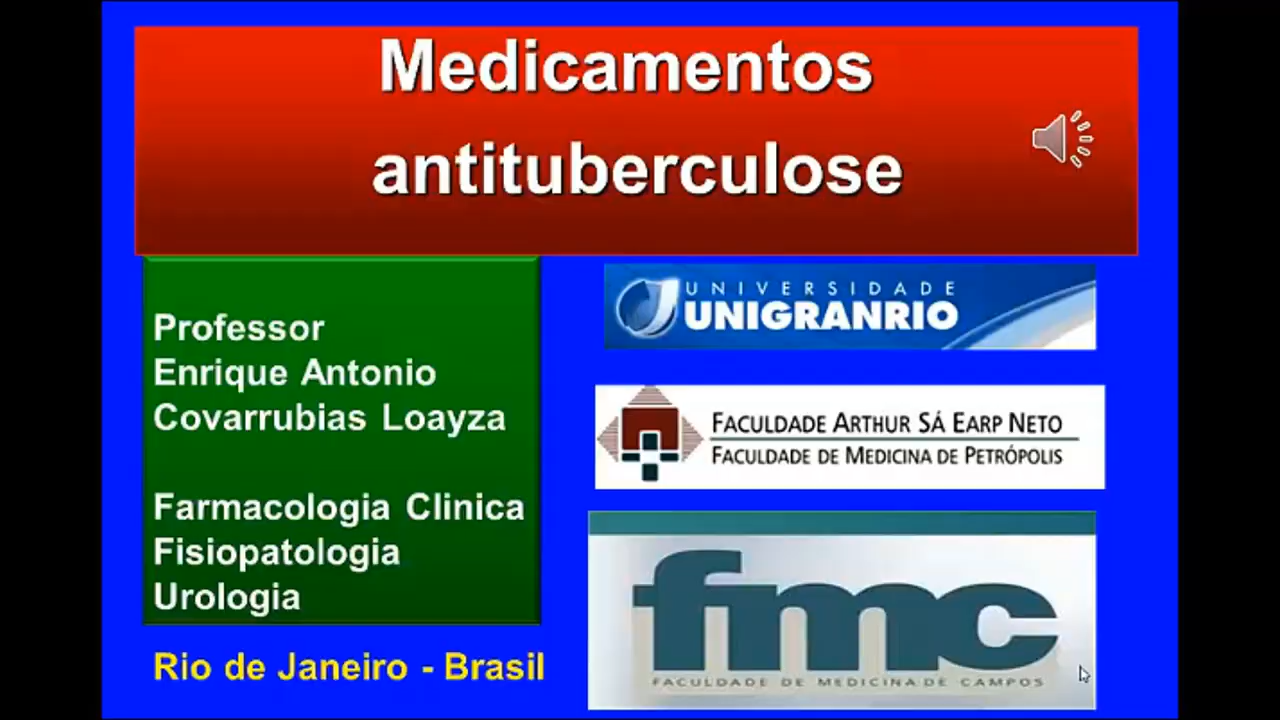 Medicamentos
antituberculose
Professor
Enrique Antonio
Covarrubias Loayza
Farmacologia Clinica
Fisiopatologia
Urologia
Rio de Janeiro - Brasil
UNIVERSIDADE
UNIGRANRIO
FACULDADE ARTHUR SÁ EARP NETO
FACULDADE DE MEDICINA DE PETRÓPOLIS
fmc
FACULDADE DE MEDICINA DE CAMPOS